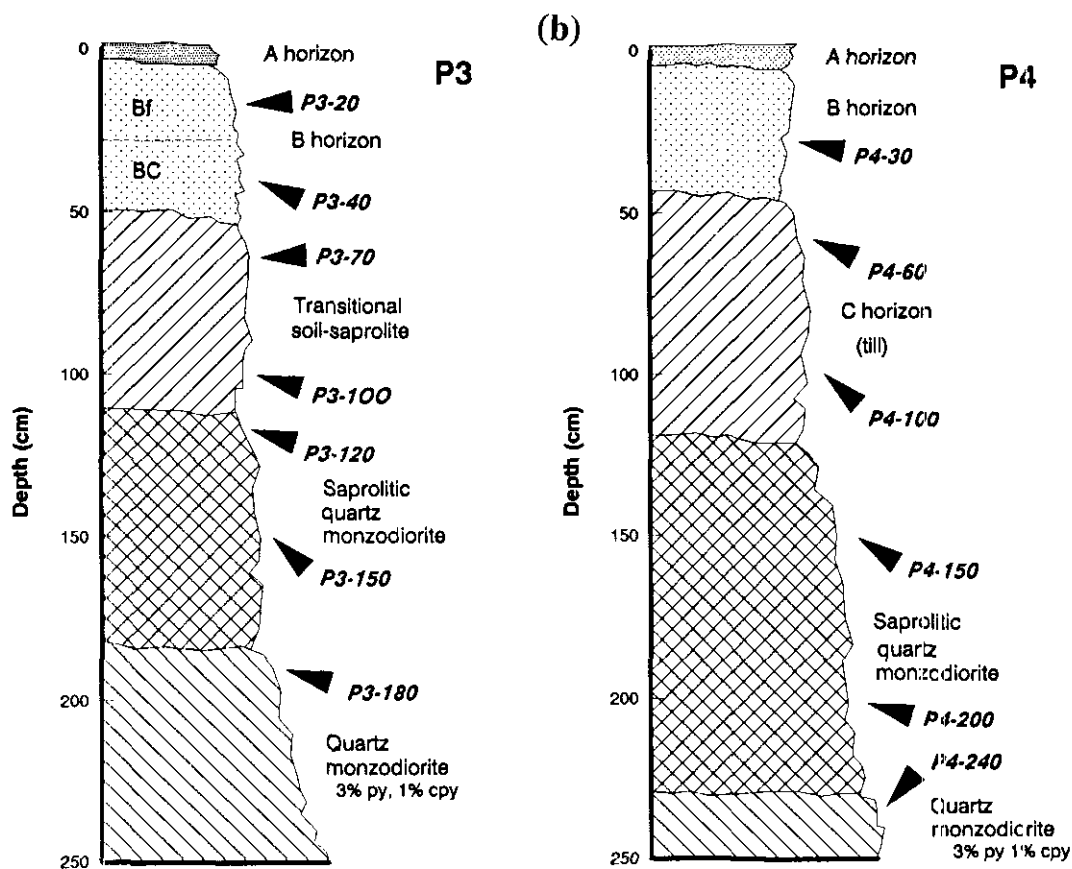 (b)
P3
0
A horizon
Bf
P3-20
B horizon
BC
P3-40
50
P3-70
Transitional
soil-saprolite
100
P3-100
P3-120
Saprolitic
quartz
monzodiorite
150
P3-150
P3-180
200
Quartz
monzodiorite
3% py, 1% cpy
250
Depth (cm)
P4
0
A horizon
B horizon
P4-30
50
P4-60
C horizon
(till)
100
P4-100
150
P4-150
Saprolitic
quartz
monzodiorite
200
P4-200
P4-240
Quartz
monzodiorite
3% py 1% cpy
250
Depth (cm)